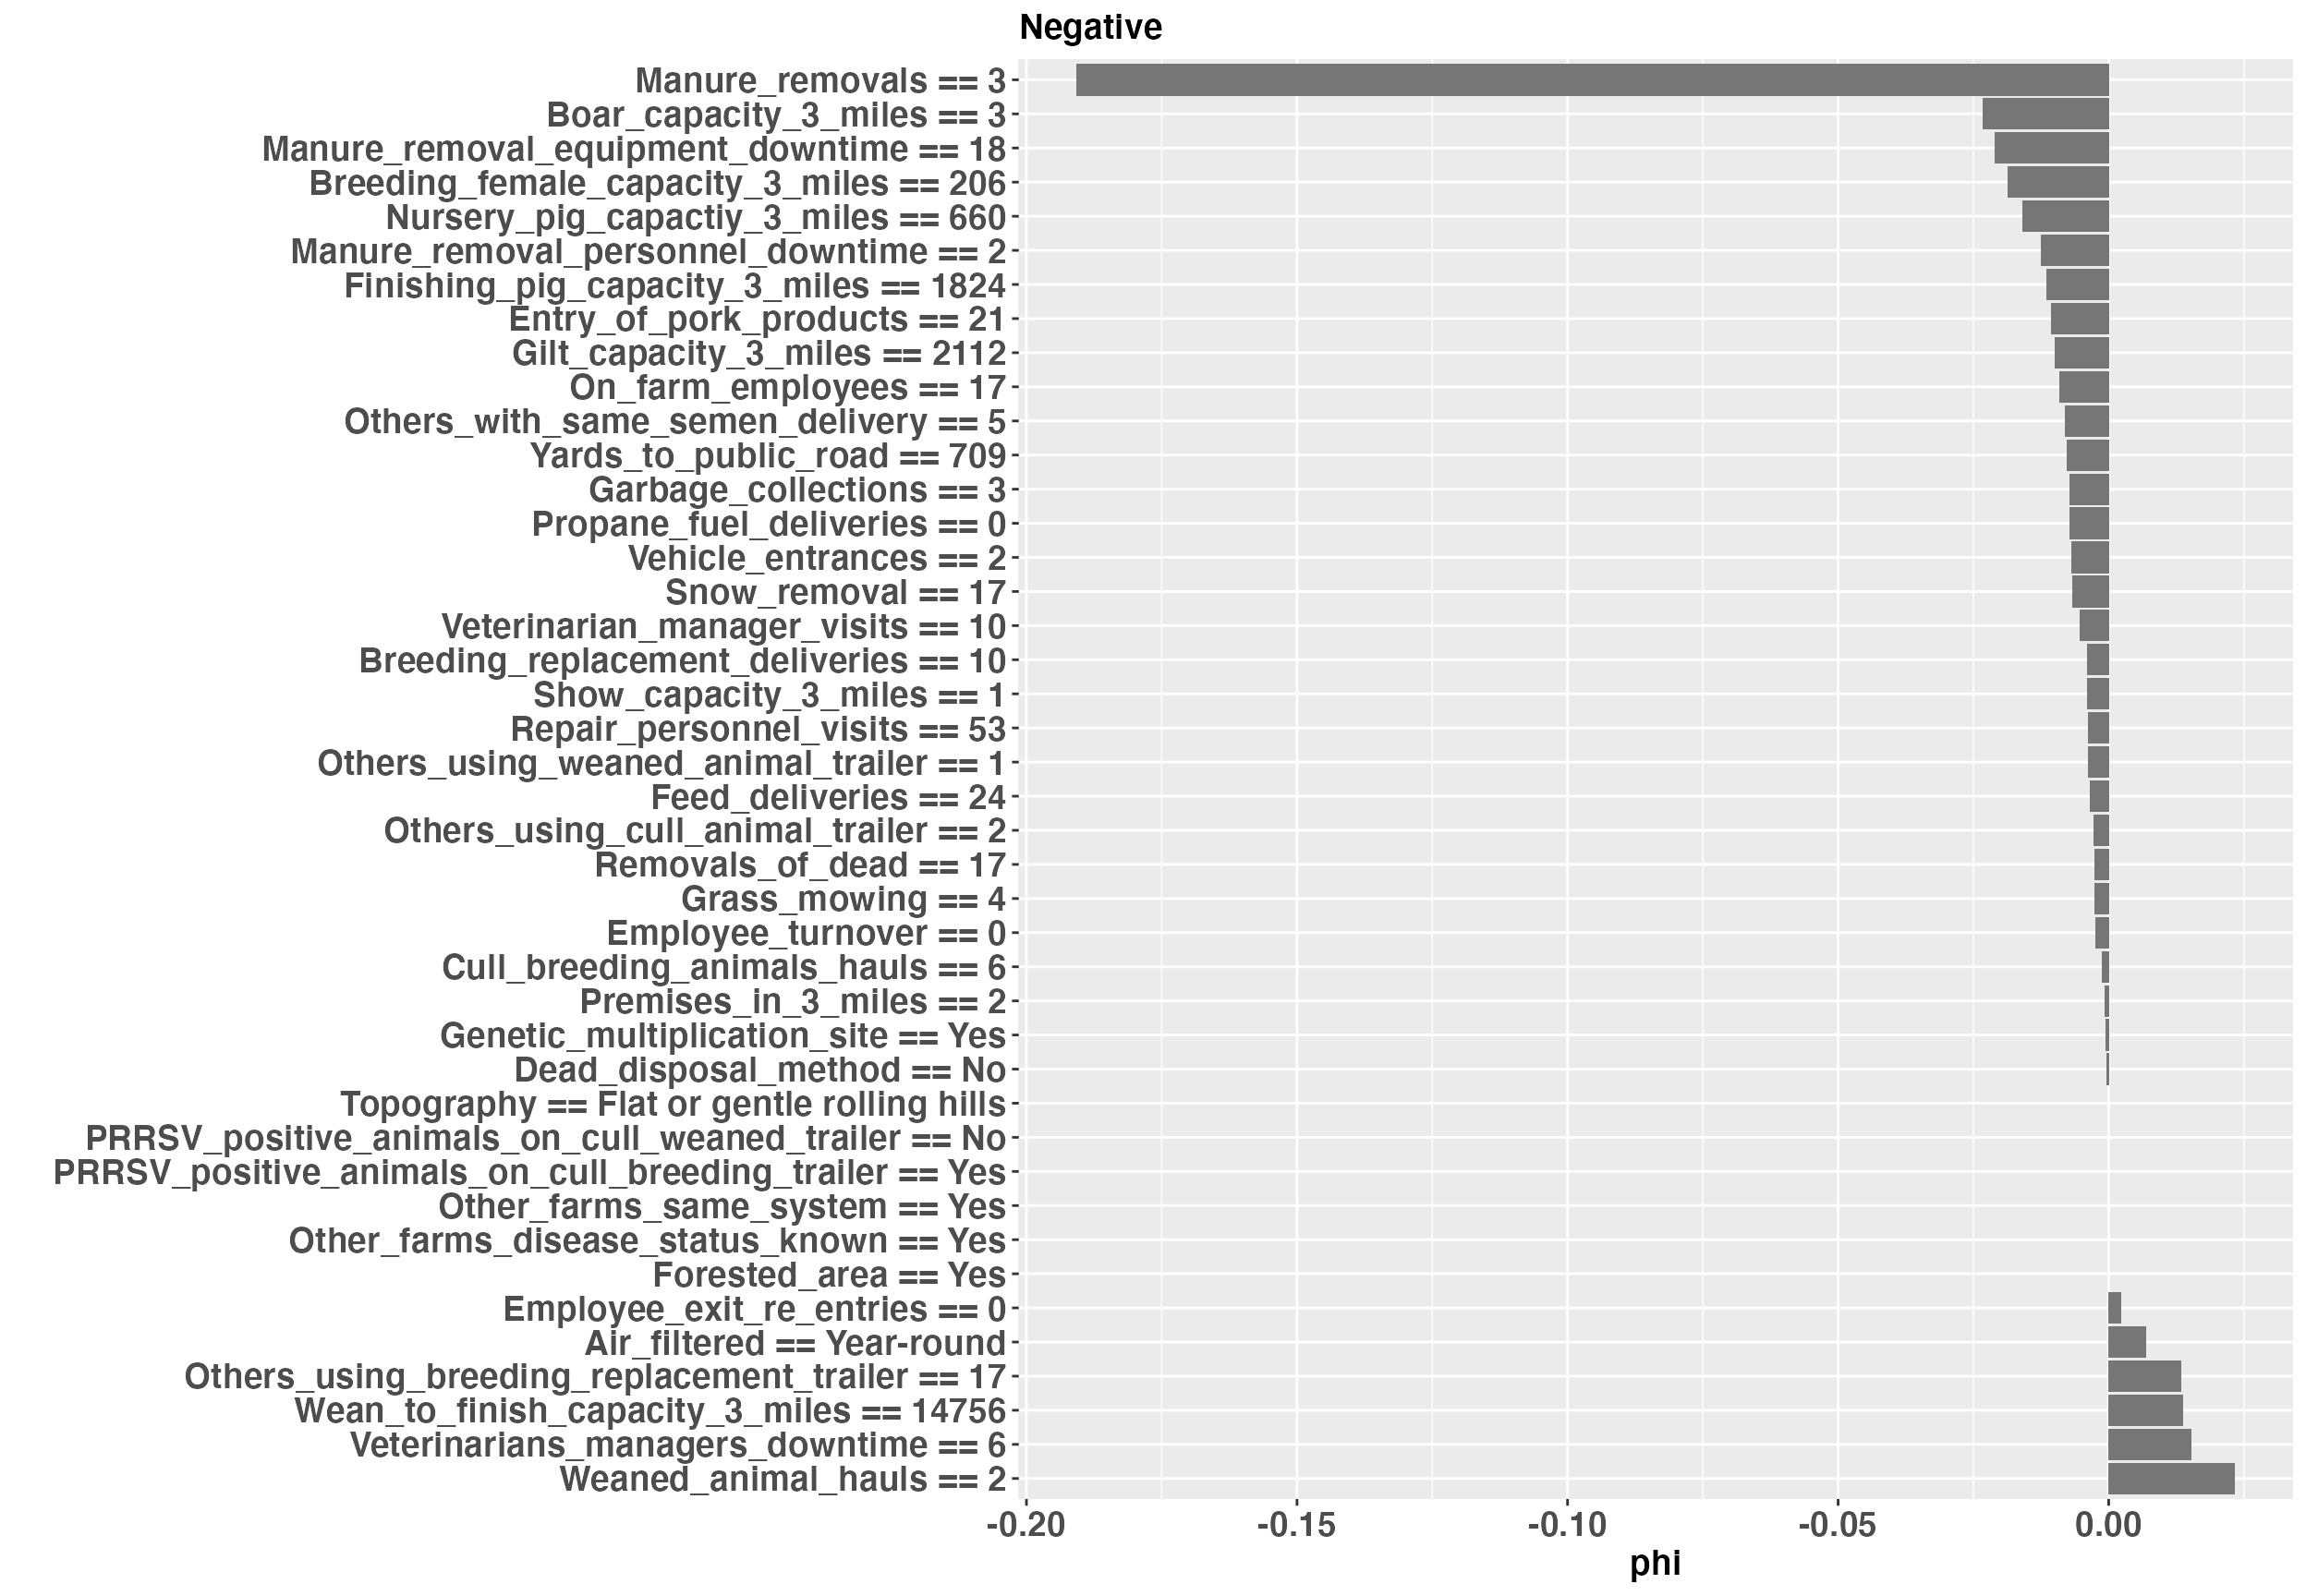 Negative
Manure_removals == 3
Boar_capacity_3_miles == 3
Manure_removal_equipment_downtime == 18
Breeding_female_capacity_3_miles == 206
Nursery_pig_capactiy_3_miles == 660
Manure_removal_personnel_downtime == 2
Finishing_pig_capacity_3_miles == 1824
Entry_of_pork_products == 21
Gilt_capacity_3_miles == 2112
On_farm_employees == 17
Others_with_same_semen_delivery == 5
Yards_to_public_road == 709
Garbage_collections == 3
Propane_fuel_deliveries == 0
Vehicle_entrances == 2
Snow_removal == 17
Veterinarian_manager_visits == 10
Breeding_replacement_deliveries == 10
Show_capacity_3_miles == 1
Repair_personnel_visits == 53
Others_using_weaned_animal_trailer == 1
Feed_deliveries == 24
Others_using_cull_animal_trailer == 2
Removals_of_dead == 17
Grass_mowing == 4
Employee_turnover == 0
Cull_breeding_animals_hauls == 6
Premises_in_3_miles == 2
Genetic_multiplication_site == Yes
Dead_disposal_method == No
Topography == Flat or gentle rolling hills
PRRSV_positive_animals_on_cull_weaned_trailer == No
PRRSV_positive_animals_on_cull_breeding_trailer == Yes
Other_farms_same_system == Yes
Other_farms_disease_status_known == Yes
Forested_area == Yes
Employee_exit_re_entries == 0
Air_filtered == Year-round
Others_using_breeding_replacement_trailer == 17
Wean_to_finish_capacity_3_miles == 14756
Veterinarians_managers_downtime == 6
Weaned_animal_hauls == 2
-0.20 -0.15 -0.10 -0.05 0.00
phi